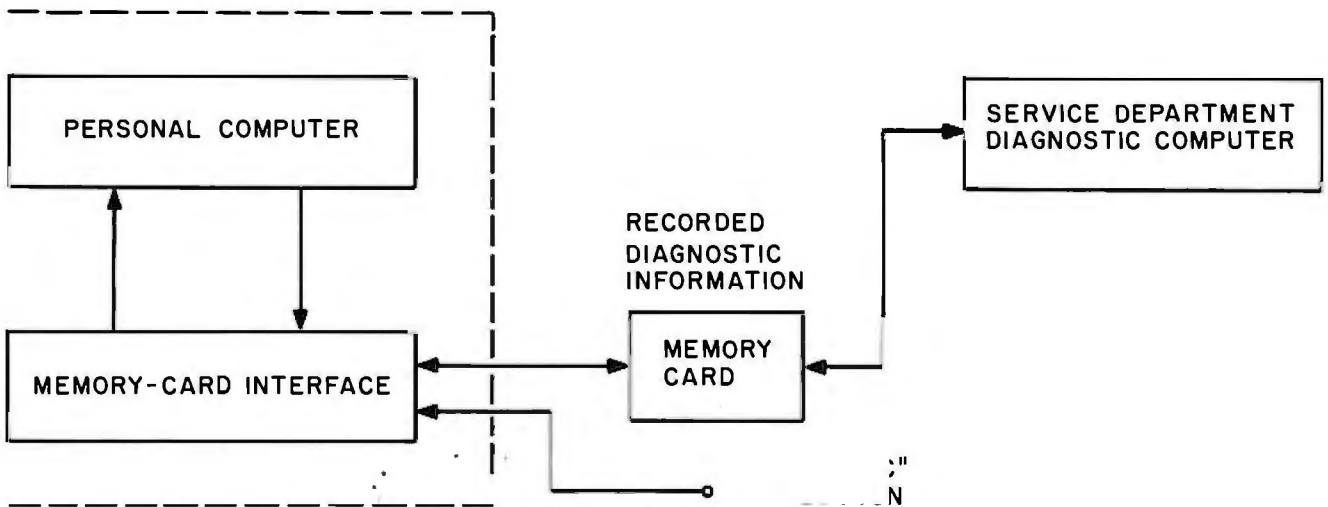 PERSONAL COMPUTER
SERVICE DEPARTMENT
DIAGNOSTIC COMPUTER
RECORDED
DIAGNOSTIC
INFORMATION
MEMORY
CARD
MEMORY-CARD INTERFACE